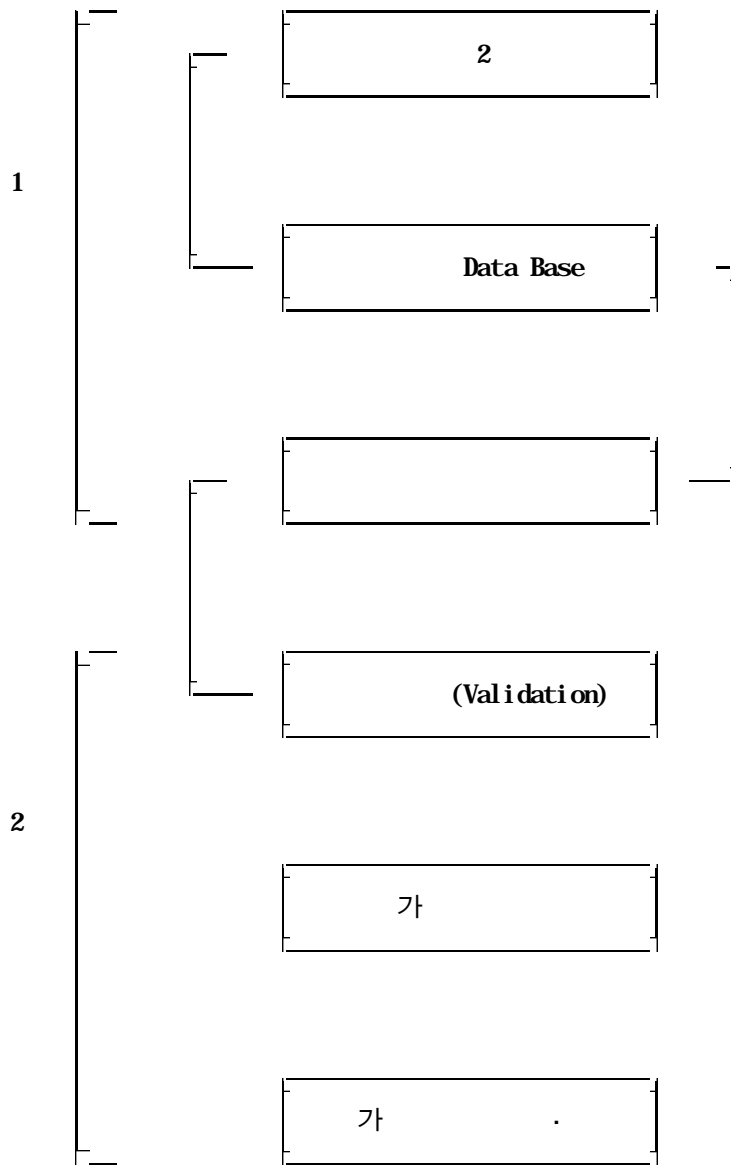 2
1
Data Base
(Validation)
2
가
가 ·